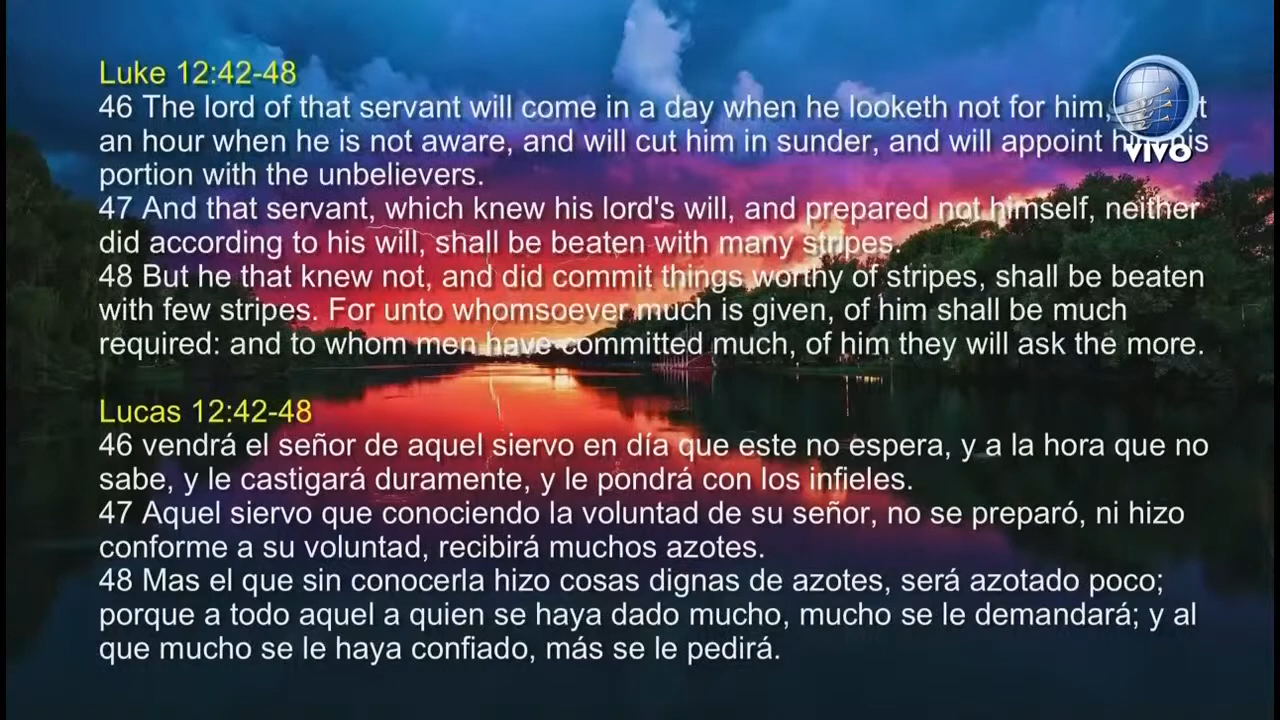 Luke 12:42-48
46 The lord of that servant will come in a day when he looketh not for him,
an hour when he is not aware, and will cut him in sunder, and will appoint
portion with the unbelievers.
47 And that servant, which knew his lord's will, and prepared not himself, neither
did according to his will, shall be beaten with many stripes.
48 But he that knew not, and did commit things worthy of stripes, shall be beaten
with few stripes. For unto whomsoever much is given, of him shall be much
required: and to whom men have committed much, of him they will ask the more.
VIVO
Lucas 12:42-48
46 vendrá el señor de aquel siervo en día que este no espera, y a la hora que no
sabe, y le castigará duramente, y le pondrá con los infieles.
47 Aquel siervo que conociendo la voluntad de su señor, no se preparó, ni hizo
conforme a su voluntad, recibirá muchos azotes.
48 Mas el que sin conocerla hizo cosas dignas de azotes, será azotado poco;
porque a todo aquel a quien se haya dado mucho, mucho se le demandará; y al
que mucho se le haya confiado, más se le pedirá.